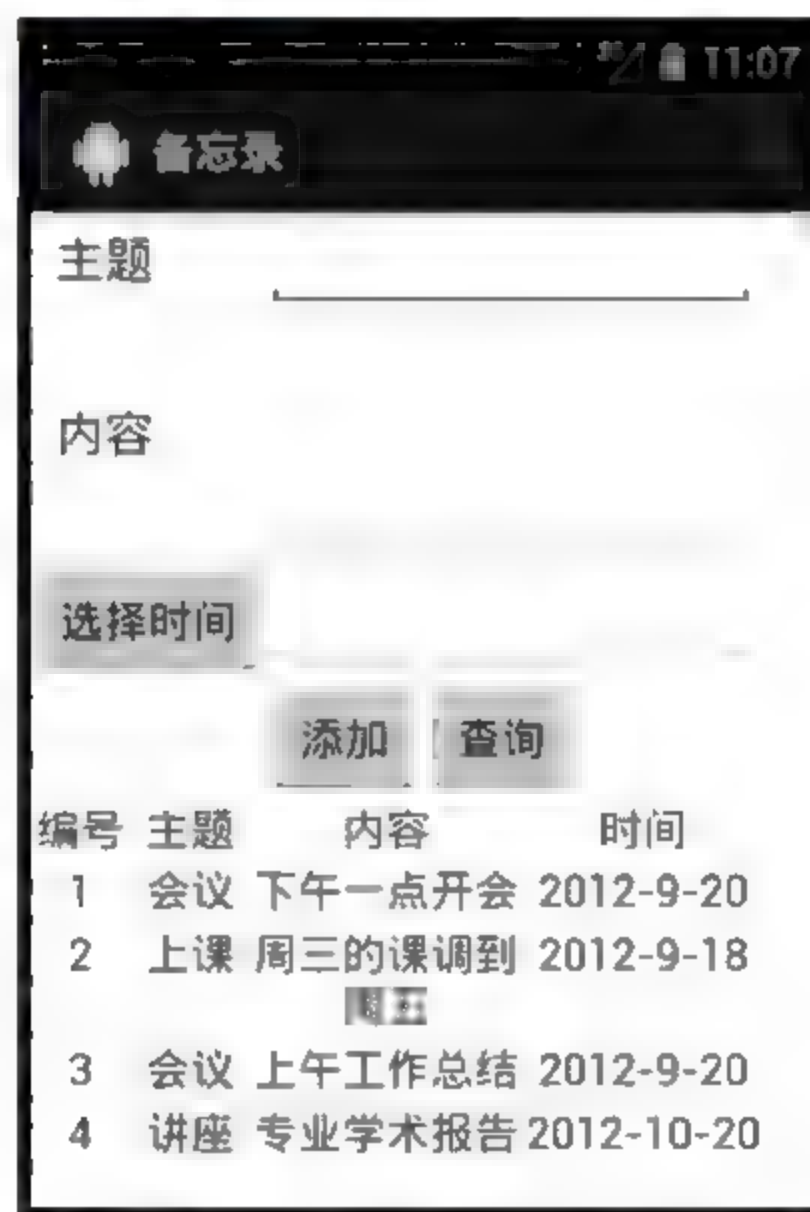 11:07
备忘录
主题
内容
选择时间
添加 查询
编号 主题 内容 时间
1 会议 下午一点开会 2012-9-20
2 上课 周三的课调到 2012-9-18
3 会议 上午工作总结 2012-9-20
4 讲座 专业学术报告 2012-10-20